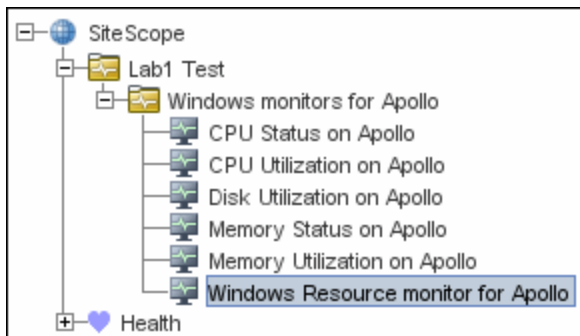 SiteScope
Lab1 Test
Windows monitors for Apollo
CPU Status on Apollo
CPU Utilization on Apollo
Disk Utilization on Apollo
Memory Status on Apollo
Memory Utilization on Apollo
Windows Resource monitor for Apollo
Health